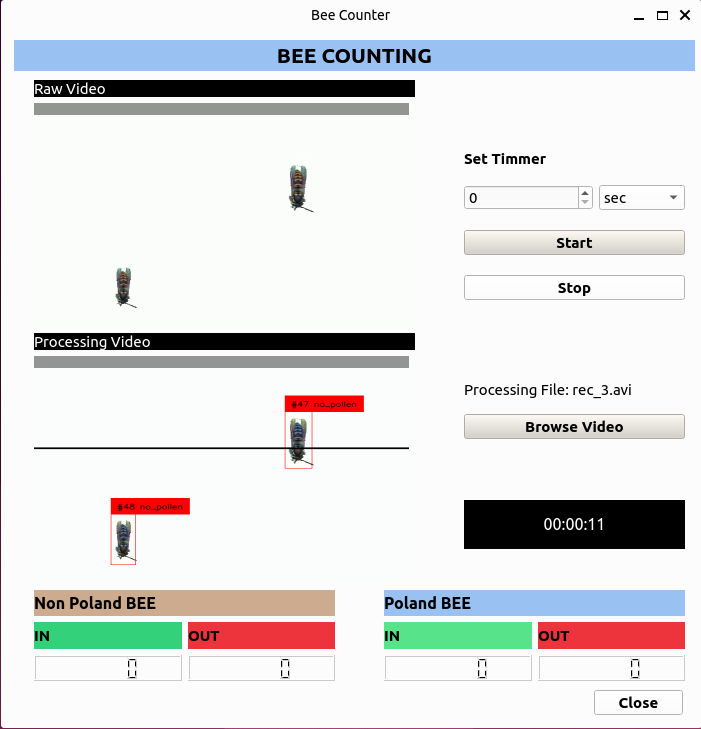 Bee Counter
BEE COUNTING
Raw Video
Set Timmer
0 sec
Start
Stop
Processing Video
Processing File: rec_3.avi
#47 no_pollen
Browse Video
#48 no_pollen
00:00:11
Non Poland BEE Poland BEE
IN OUT IN OUT
0 0 0 0
Close